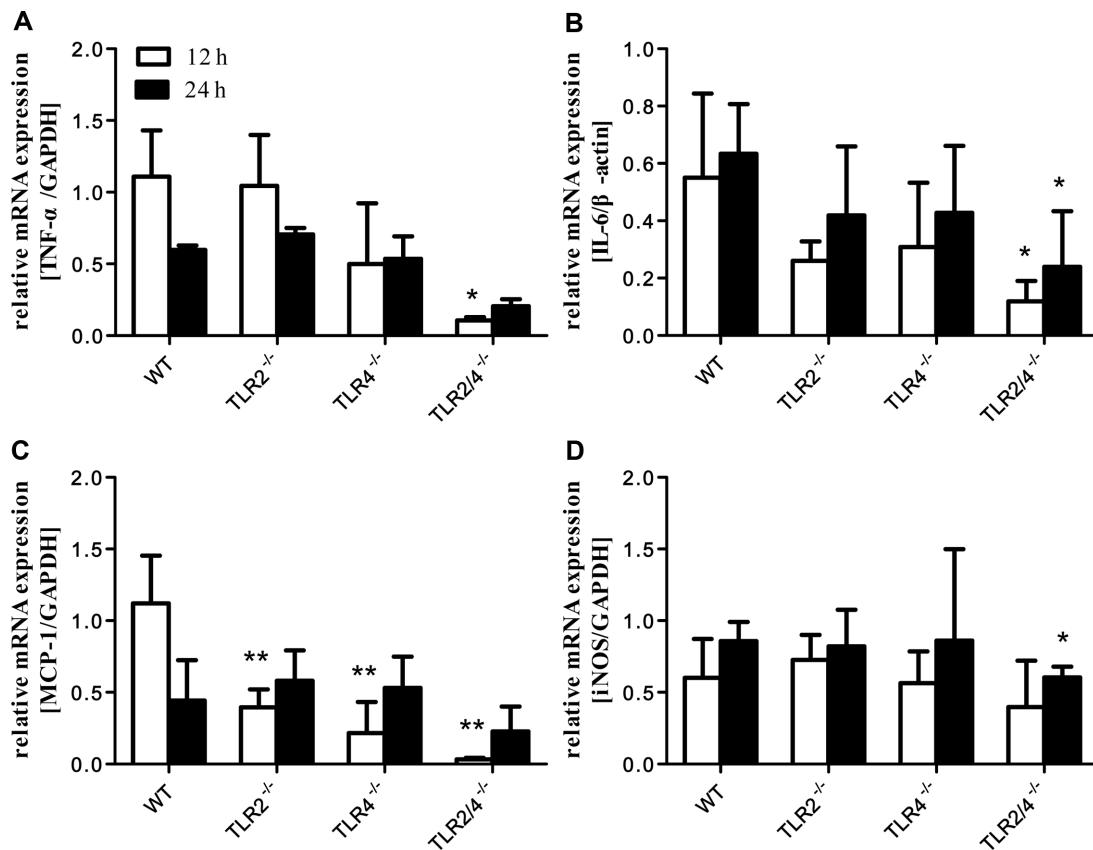 A
relative mRNA expression
[TNF-α /GAPDH]
2.0
1.5
1.0
0.5
0.0
12 h
24 h
*
WT
TLR2 -/-
TLR4 -/-
TLR2/4 -/-
B
relative mRNA expression
[IL-6/β -actin]
1.0
0.8
0.6
0.4
0.2
0.0
*
*
WT
TLR2 -/-
TLR4 -/-
TLR2/4 -/-
C
relative mRNA expression
[MCP-1/GAPDH]
2.0
1.5
1.0
0.5
0.0
**
**
**
WT
TLR2 -/-
TLR4 -/-
TLR2/4 -/-
D
relative mRNA expression
[iNOS/GAPDH]
2.0
1.5
1.0
0.5
0.0
*
WT
TLR2 -/-
TLR4 -/-
TLR2/4 -/-